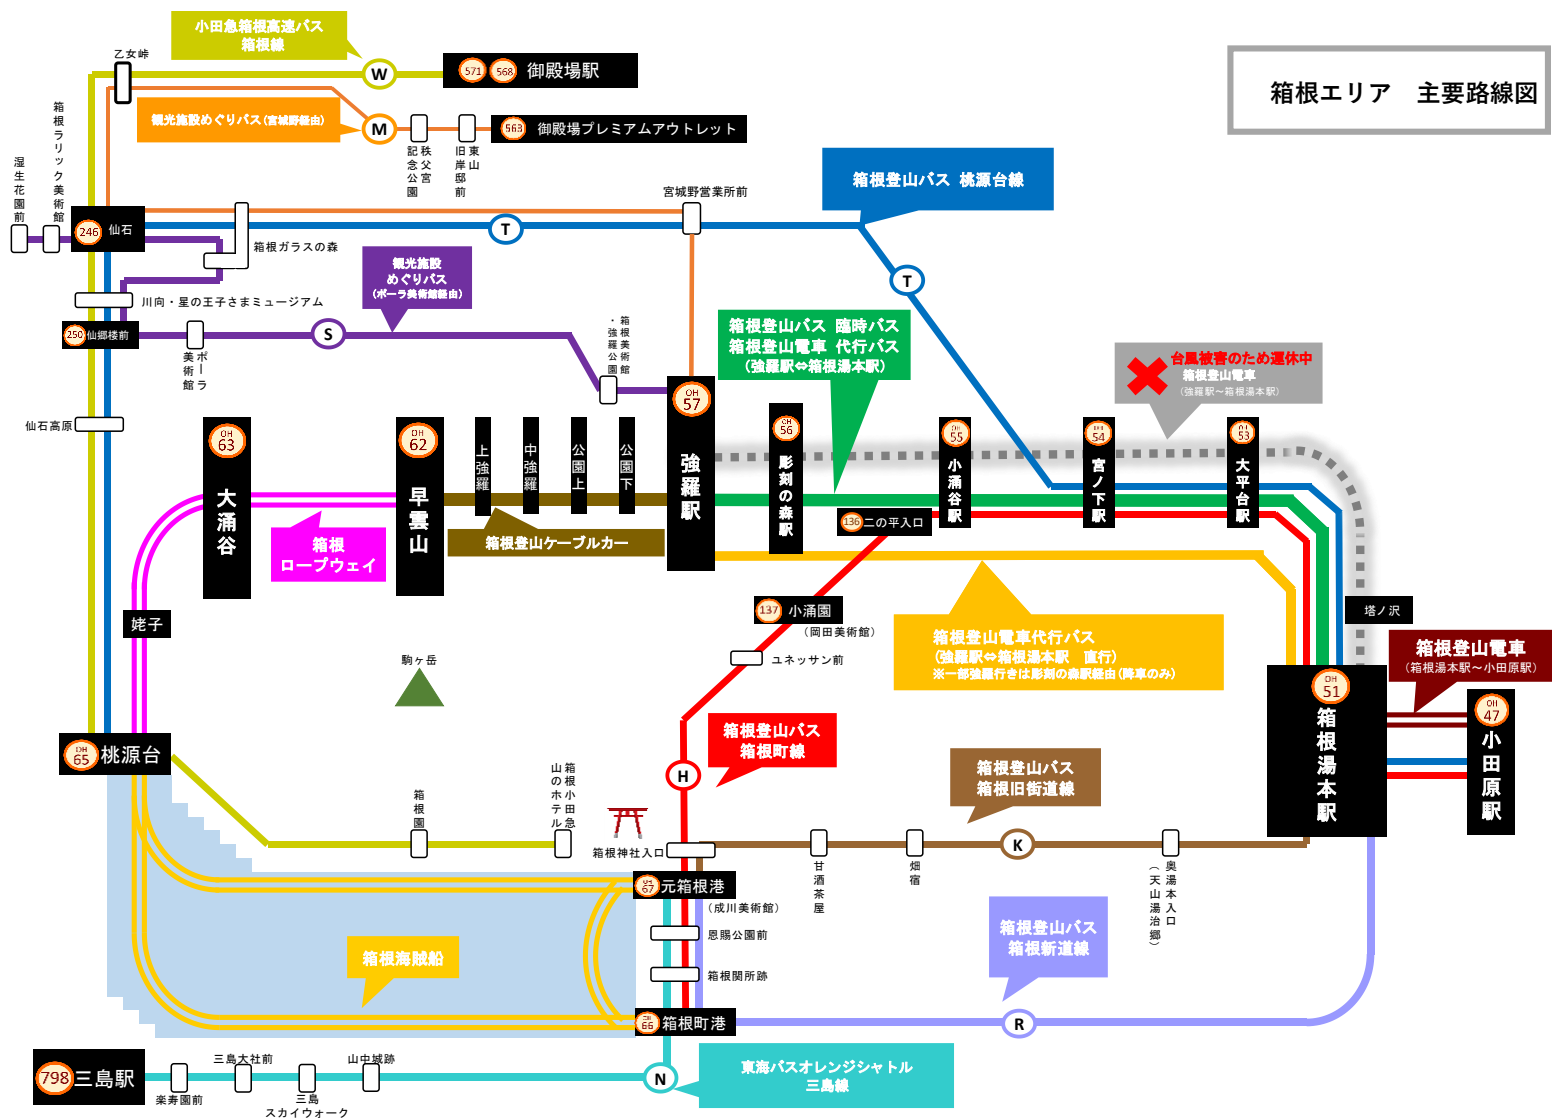 箱根エリア　主要路線図
小田急箱根高速バス
箱根線
乙女峠
W
571
568
御殿場駅
観光施設めぐりバス(宮城野経由)
M
秩父宮
記念公園
東山
旧岸邸前
563
御殿場プレミアムアウトレット
箱根ラリック美術館
湿生花園前
246
仙石
箱根ガラスの森
T
宮城野営業所前
箱根登山バス 桃源台線
T
観光施設
めぐりバス
(ポーラ美術館経由)
川向・星の王子さまミュージアム
250
仙郷楼前
ポーラ
美術館
S
箱根美術館
・強羅公園
箱根登山バス 臨時バス
箱根登山電車 代行バス
(強羅駅⇔箱根湯本駅)
台風被害のため運休中
箱根登山電車
(強羅駅～箱根湯本駅)
仙石高原
OH
63
大涌谷
OH
62
早雲山
上強羅
中強羅
公園上
公園下
OH
57
強羅駅
OH
56
彫刻の森駅
OH
55
小涌谷駅
OH
54
宮ノ下駅
OH
53
大平台駅
136
二の平入口
箱根
ロープウェイ
箱根登山ケーブルカー
姥子
137
小涌園
(岡田美術館)
ユネッサン前
駒ヶ岳
箱根登山電車代行バス
(強羅駅⇔箱根湯本駅　直行)
※一部強羅行きは彫刻の森駅経由(降車のみ)
塔ノ沢
箱根登山電車
(箱根湯本駅～小田原駅)
OH
51
箱根湯本駅
OH
47
小田原駅
OH
65
桃源台
箱根登山バス
箱根町線
H
箱根登山バス
箱根旧街道線
箱根園
箱根小田急
山のホテル
箱根神社入口
甘酒茶屋
畑宿
K
奥湯本入口
(天山湯治郷)
OH
67
元箱根港
(成川美術館)
恩賜公園前
箱根関所跡
箱根海賊船
箱根登山バス
箱根新道線
OH
66
箱根町港
R
798
三島駅
楽寿園前
三島大社前
三島
スカイウォーク
山中城跡
N
東海バスオレンジシャトル
三島線